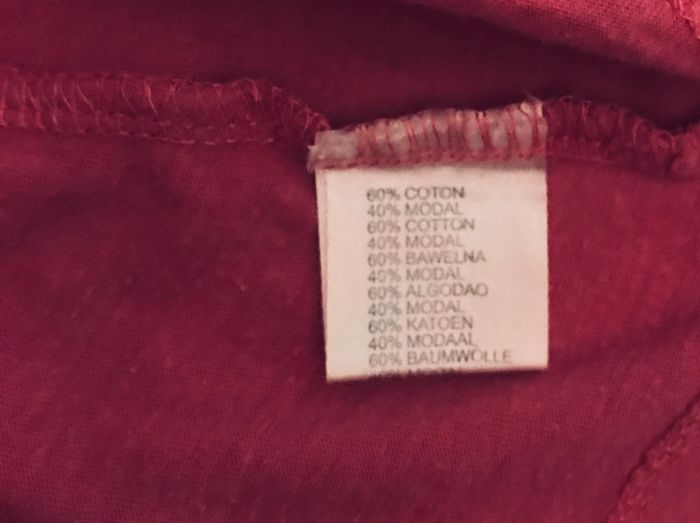 60% COTON
40% MODAL
60% COTTON
40% MODAL
60% BAWELNA
40% MODAL
60% ALGODAO
40% MODAL
60% KATOEN
40% MODAAL
60% BAUMWOLLE